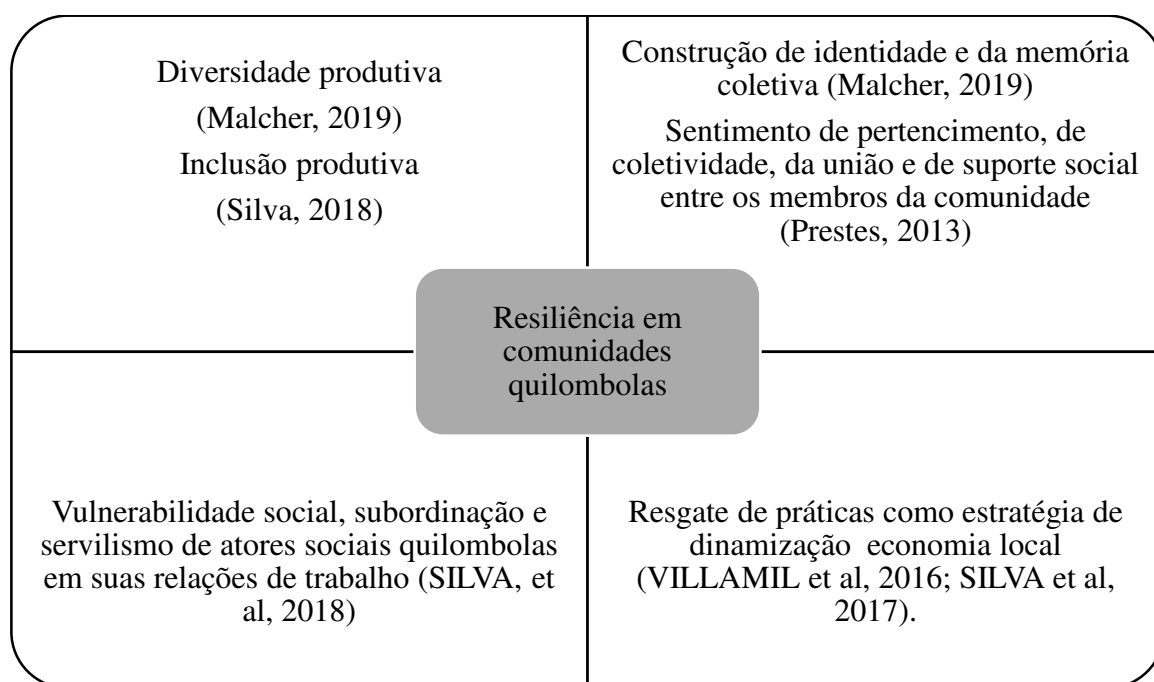 Diversidade produtiva
(Malcher, 2019)
Inclusão produtiva
(Silva, 2018)
Construção de identidade e da memória
coletiva (Malcher, 2019)
Sentimento de pertencimento, de
coletividade, da união e de suporte social
entre os membros da comunidade
(Prestes, 2013)
Resiliência em
comunidades
quilombolas
Vulnerabilidade social, subordinação e
servilismo de atores sociais quilombolas
em suas relações de trabalho (SILVA, et
al, 2018)
Resgate de práticas como estratégia de
dinamização economia local
(VILLAMIL et al, 2016; SILVA et al,
2017).